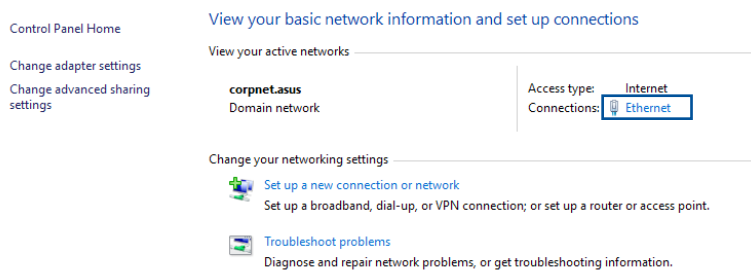 Control Panel Home
Change adapter settings
Change advanced sharing
settings
View your basic network information and set up connections
View your active networks
corpnet.asus
Domain network
Access type: Internet
Connections: Ethernet
Change your networking settings
Set up a new connection or network
Set up a broadband, dial-up, or VPN connection; or set up a router or access point.
Troubleshoot problems
Diagnose and repair network problems, or get troubleshooting information.